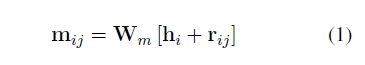 m_{ij} = W_m [h_i + r_{ij}] (1)